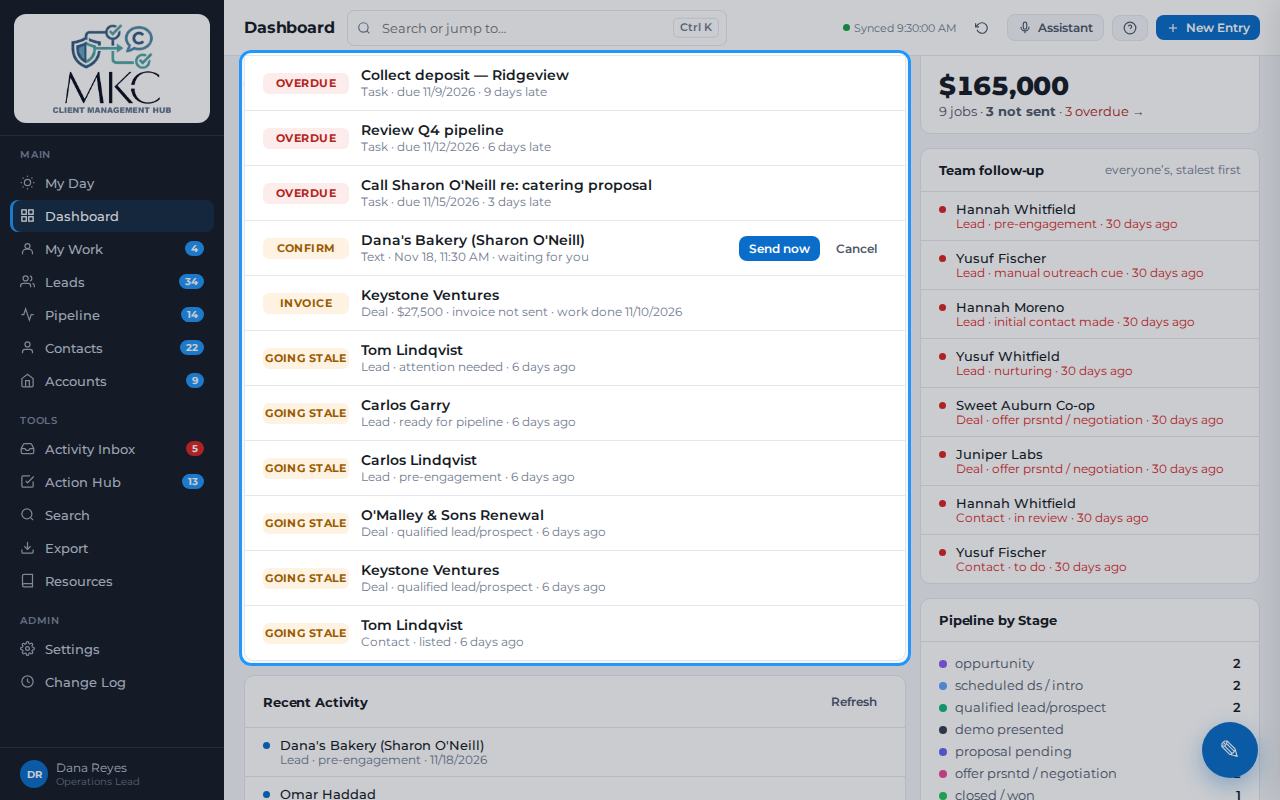 MKC
CLIENT MANAGEMENT HUB
MAIN
My Day
Dashboard
My Work 4
Leads 34
Pipeline 14
Contacts 22
Accounts 9
TOOLS
Activity Inbox 5
Action Hub 13
Search
Export
Resources
ADMIN
Settings
Change Log
DR
Dana Reyes
Operations Lead
Dashboard
Search or jump to...
Ctrl K
Synced 9:30:00 AM
Assistant
+ New Entry
OVERDUE
Collect deposit — Ridgeview
Task · due 11/9/2026 · 9 days late
OVERDUE
Review Q4 pipeline
Task · due 11/12/2026 · 6 days late
OVERDUE
Call Sharon O'Neill re: catering proposal
Task · due 11/15/2026 · 3 days late
CONFIRM
Dana's Bakery (Sharon O'Neill)
Text · Nov 18, 11:30 AM · waiting for you
Send now
Cancel
INVOICE
Keystone Ventures
Deal · $27,500 · invoice not sent · work done 11/10/2026
GOING STALE
Tom Lindqvist
Lead · attention needed · 6 days ago
GOING STALE
Carlos Garry
Lead · ready for pipeline · 6 days ago
GOING STALE
Carlos Lindqvist
Lead · pre-engagement · 6 days ago
GOING STALE
O'Malley & Sons Renewal
Deal · qualified lead/prospect · 6 days ago
GOING STALE
Keystone Ventures
Deal · qualified lead/prospect · 6 days ago
GOING STALE
Tom Lindqvist
Contact · listed · 6 days ago
Recent Activity
Refresh
Dana's Bakery (Sharon O'Neill)
Lead · pre-engagement · 11/18/2026
Omar Haddad
$165,000
9 jobs · 3 not sent · 3 overdue →
Team follow-up
everyone's, stalest first
Hannah Whitfield
Lead · pre-engagement · 30 days ago
Yusuf Fischer
Lead · manual outreach cue · 30 days ago
Hannah Moreno
Lead · initial contact made · 30 days ago
Yusuf Whitfield
Lead · nurturing · 30 days ago
Sweet Auburn Co-op
Deal · offer prsntd / negotiation · 30 days ago
Juniper Labs
Deal · offer prsntd / negotiation · 30 days ago
Hannah Whitfield
Contact · in review · 30 days ago
Yusuf Fischer
Contact · to do · 30 days ago
Pipeline by Stage
oppurtunity 2
scheduled ds / intro 2
qualified lead/prospect 2
demo presented
proposal pending
offer prsntd / negotiation
closed / won 1